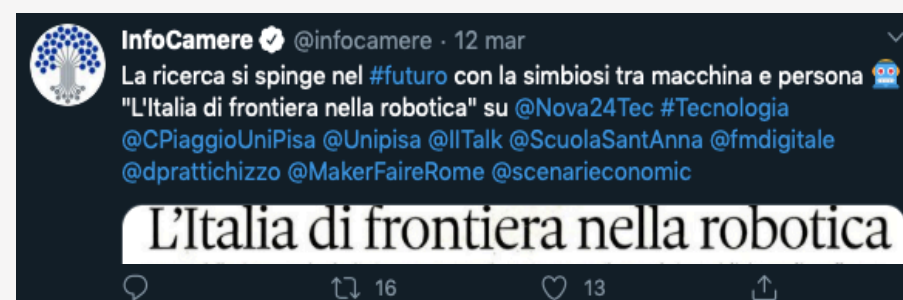 InfoCamere @infocamere · 12 mar
La ricerca si spinge nel #futuro con la simbiosi tra macchina e persona 🤖
"L'Italia di frontiera nella robotica" su @Nova24Tec #Tecnologia
@CPiaggioUniPisa @Unipisa @IITalk @ScuolaSantAnna @fmdigitale
@dprattichizzo @MakerFaireRome @scenarieconomic
L'Italia di frontiera nella robotica
16 13